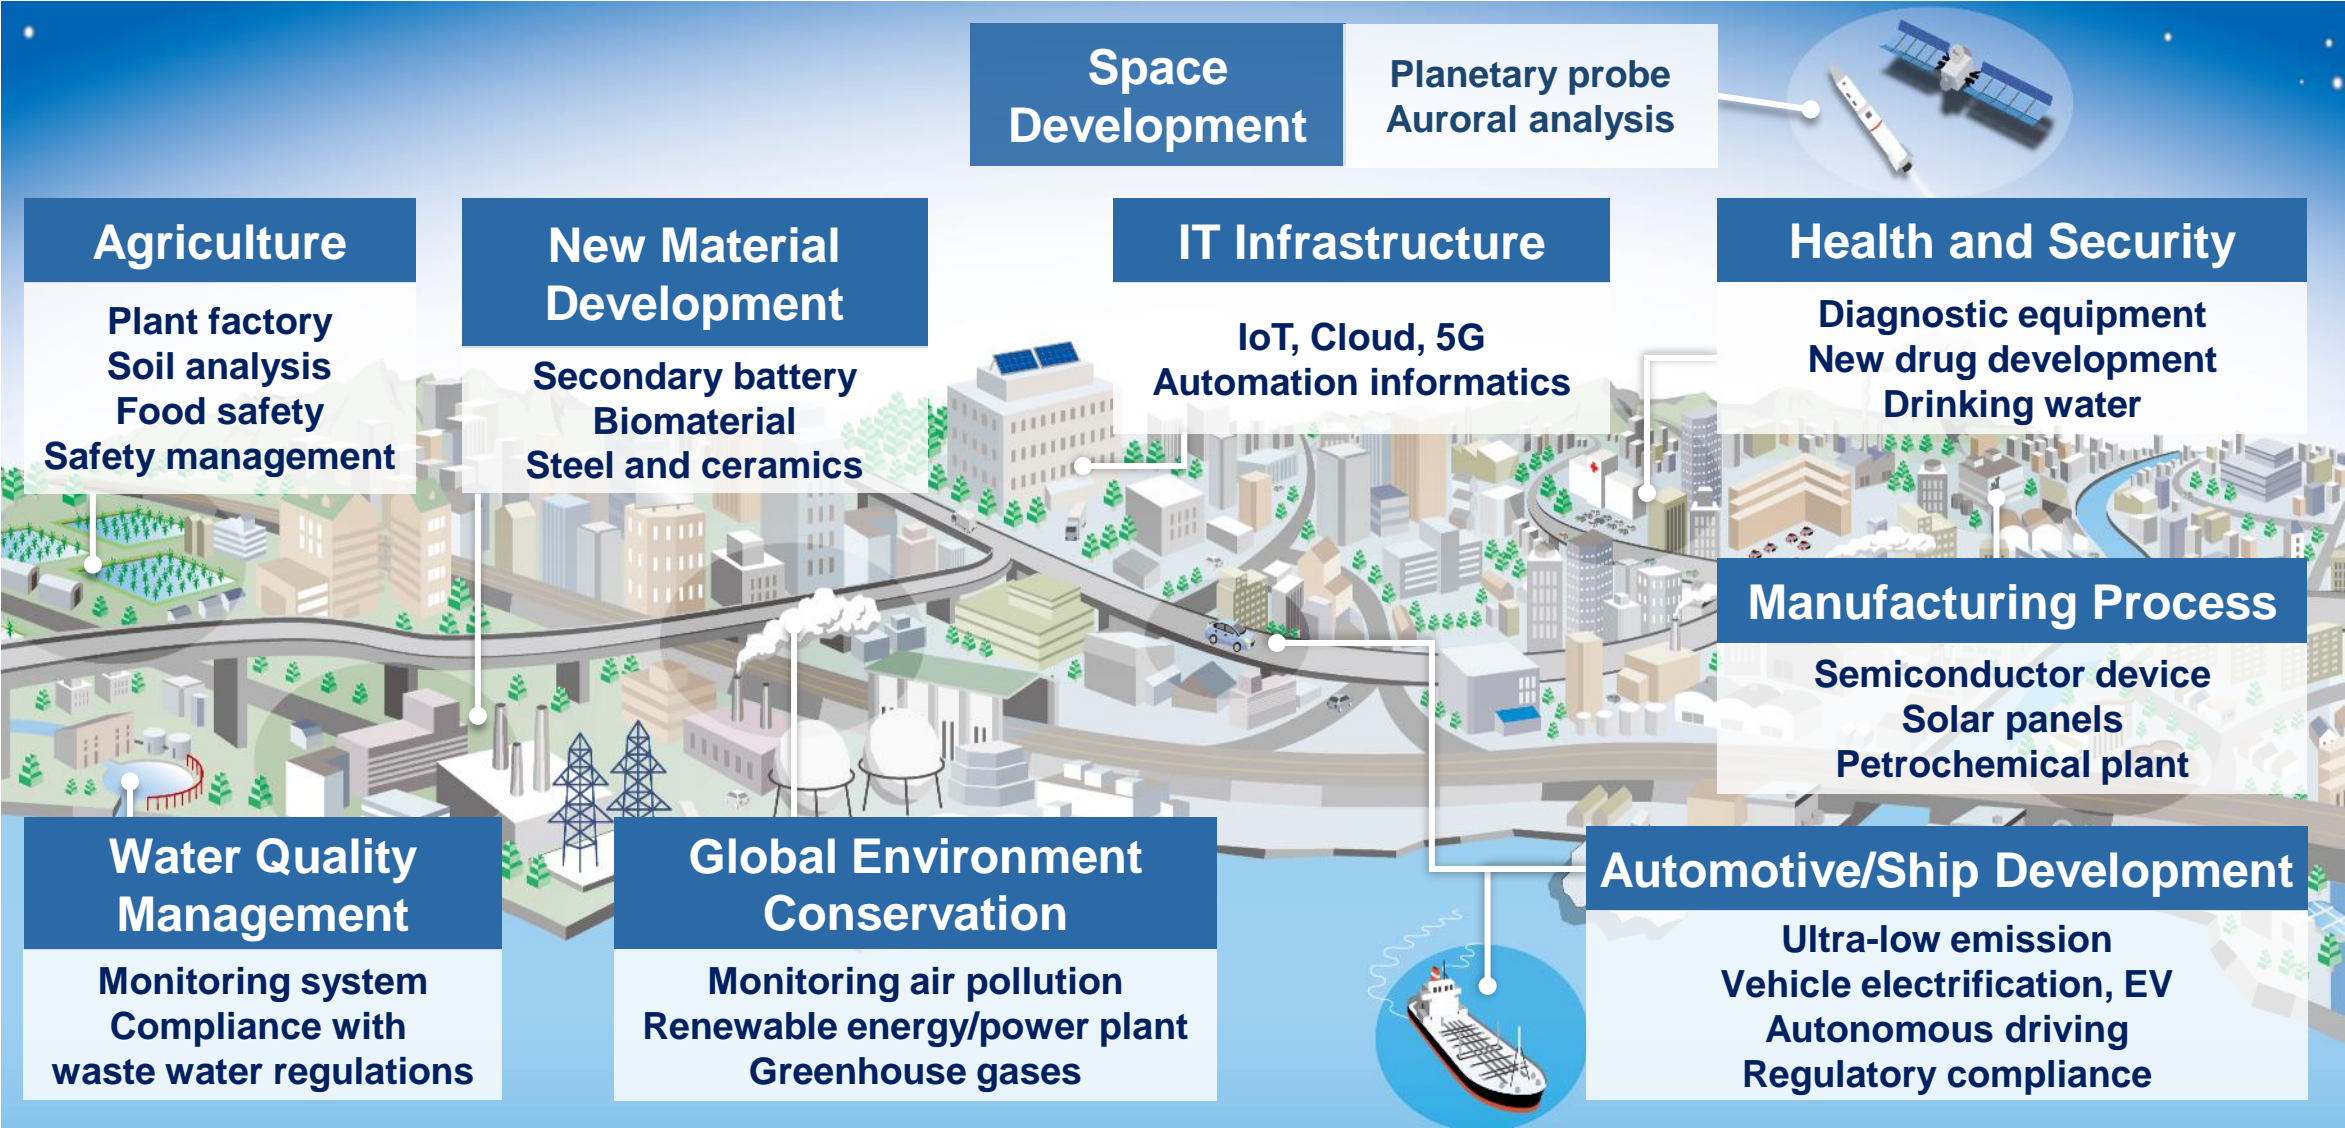 Space
Development
Planetary probe
Auroral analysis
Agriculture
Plant factory
Soil analysis
Food safety
Safety management
New Material
Development
Secondary battery
Biomaterial
Steel and ceramics
IT Infrastructure
IoT, Cloud, 5G
Automation informatics
Health and Security
Diagnostic equipment
New drug development
Drinking water
Manufacturing Process
Semiconductor device
Solar panels
Petrochemical plant
Water Quality
Management
Monitoring system
Compliance with
waste water regulations
Global Environment
Conservation
Monitoring air pollution
Renewable energy/power plant
Greenhouse gases
Automotive/Ship Development
Ultra-low emission
Vehicle electrification, EV
Autonomous driving
Regulatory compliance